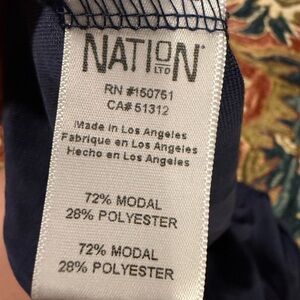 NATION LTD
RN #150751
CA# 51312
Made in Los Angeles
Fabrique en Los Angeles
Hecho en Los Angeles
72% MODAL
28% POLYESTER
72% MODAL
28% POLYESTER